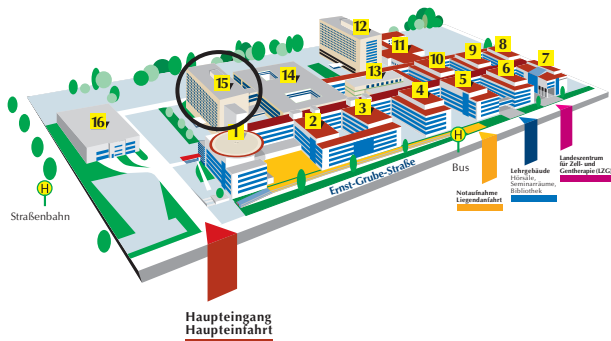 12
11
10
9
8
7
15
14
13
6
5
4
3
2
1
16
H
Straßenbahn
H
Bus
Ernst-Grube-Straße
Notaufnahme
Liegendanfahrt
Lehrgebäude
Hörsäle,
Seminarräume,
Bibliothek
Landeszentrum
für Zell- und
Gentherapie (LZG)
Haupteingang
Haupteinfahrt